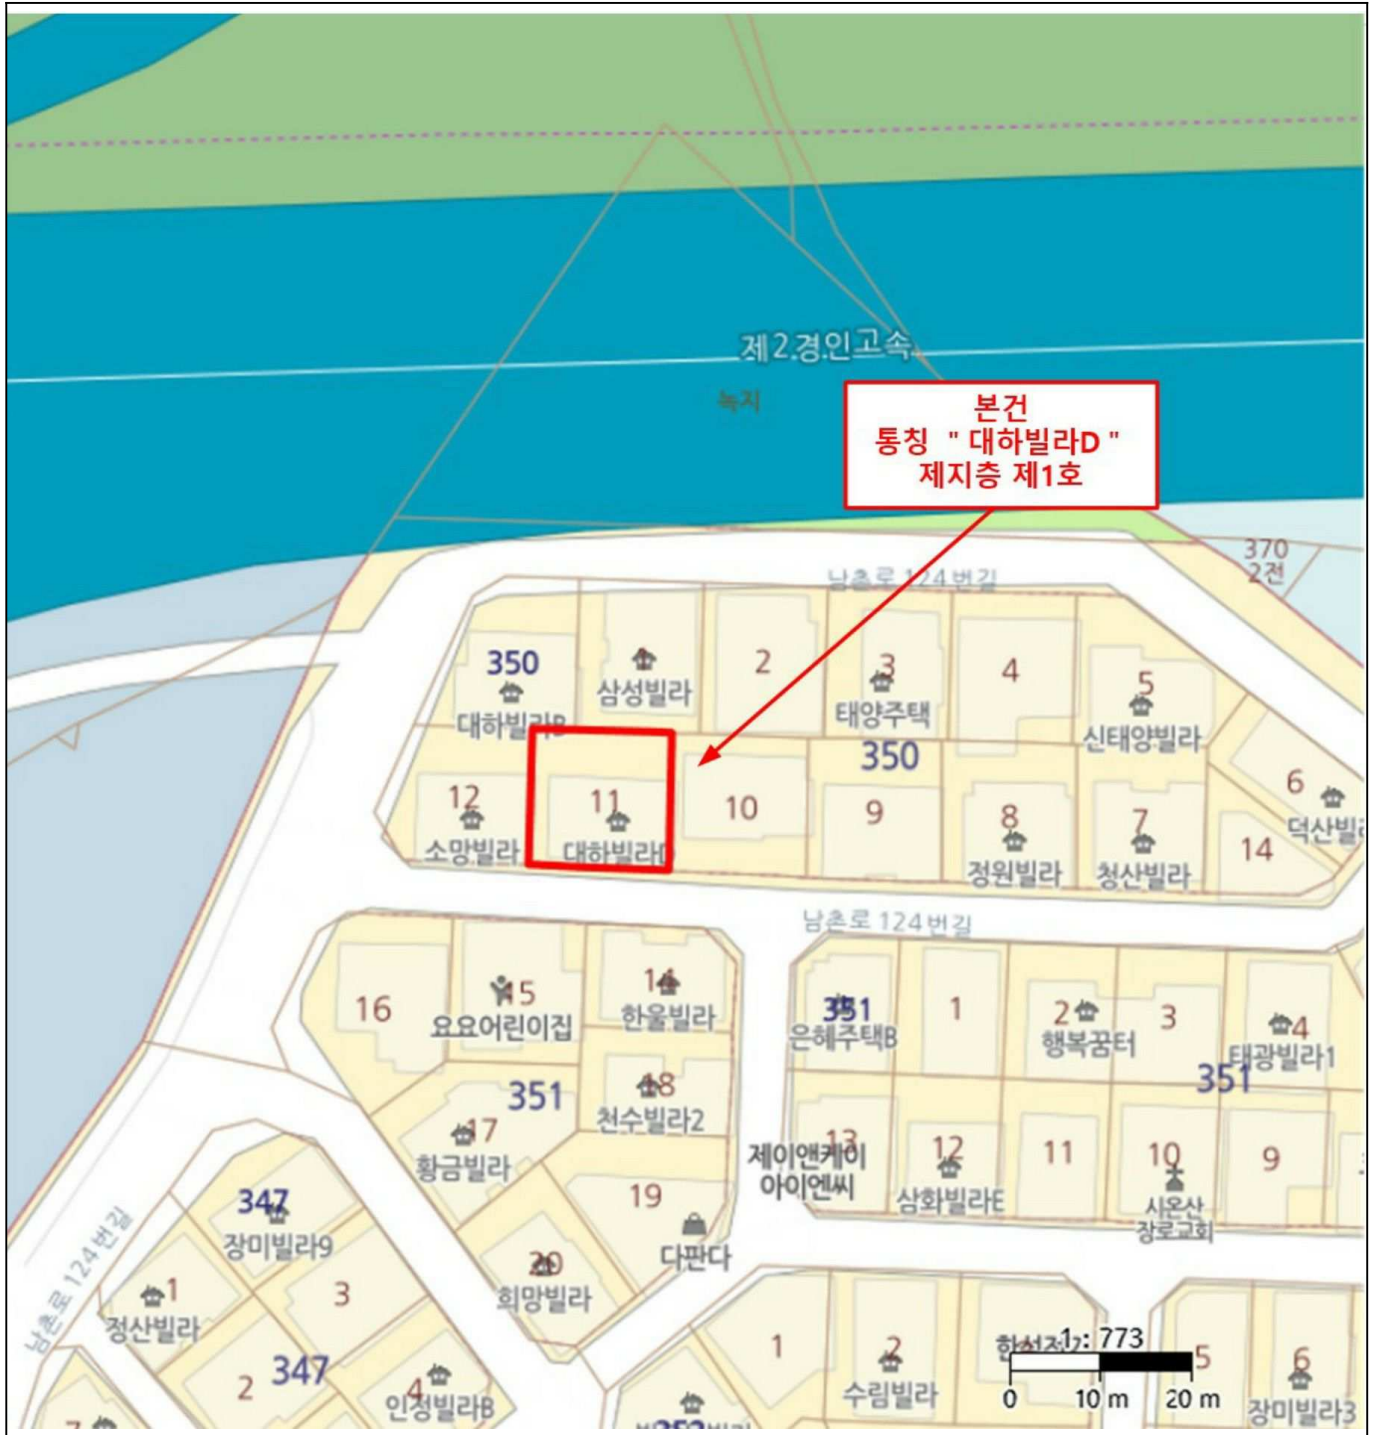 제2경인고속
녹지
본건
통칭 " 대하빌라D "
제지층 제1호
370
2전
남촌로 124번길
350
대하빌라B
삼성빌라
2
3
태양주택
4
5
신태양빌라
350
6
덕산빌
12
소망빌라
11
대하빌라D
10
9
8
정원빌라
7
청산빌라
14
남촌로 124번길
16
15
요요어린이집
14
한울빌라
351
은혜주택B
1
2
행복꿈터
3
4
태광빌라1
351
351
18
천수빌라2
17
황금빌라
13
제이앤케이
아이엔씨
12
삼화빌라E
11
10
시온산
장로교회
9
19
다판다
20
희망빌라
347
장미빌라9
남촌로 124번길
1
정산빌라
3
2
347
4
인정빌라B
1
2
수림빌라
1 : 773
0 10 m 20 m
5
6
장미빌라3